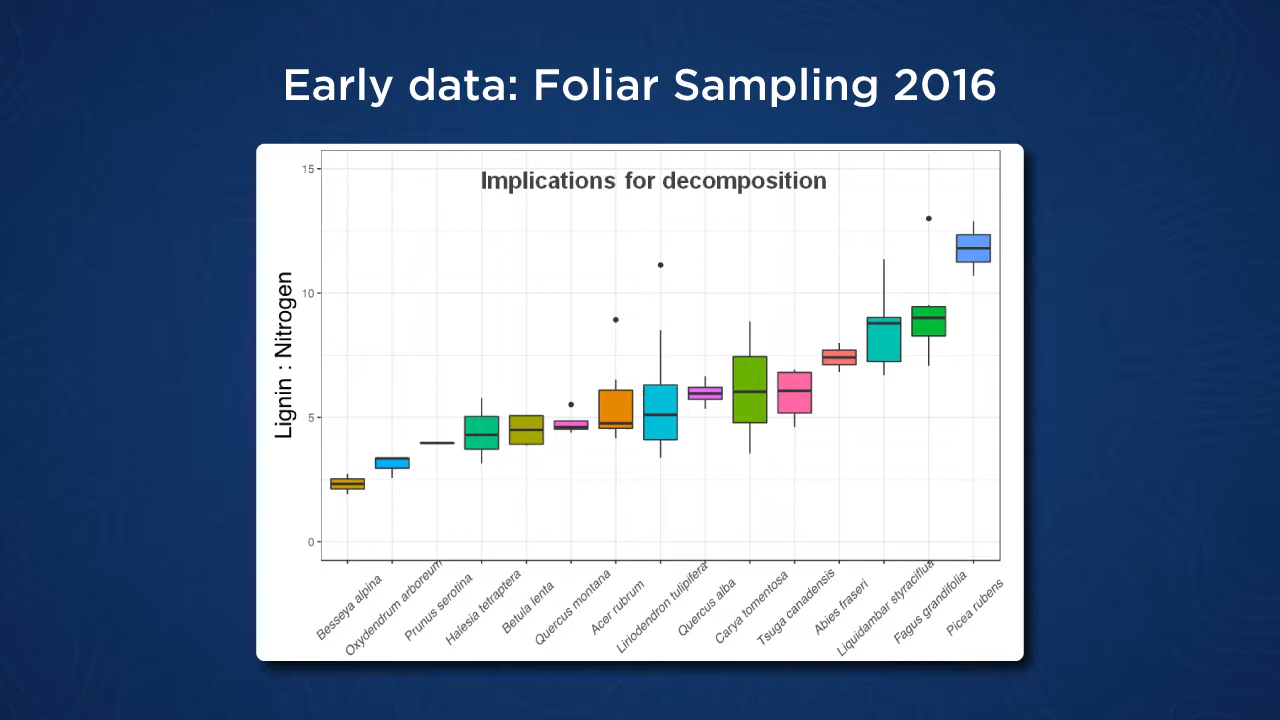 Early data: Foliar Sampling 2016
Implications for decomposition
Lignin : Nitrogen
15
10
5
0
Besseya alpina
Oxydendrum arboreum
Prunus serotina
Halesia tetraptera
Betula lenta
Quercus montana
Acer rubrum
Liriodendron tulipifera
Quercus alba
Carya tomentosa
Tsuga canadensis
Abies fraseri
Liquidambar styraciflua
Fagus grandifolia
Picea rubens